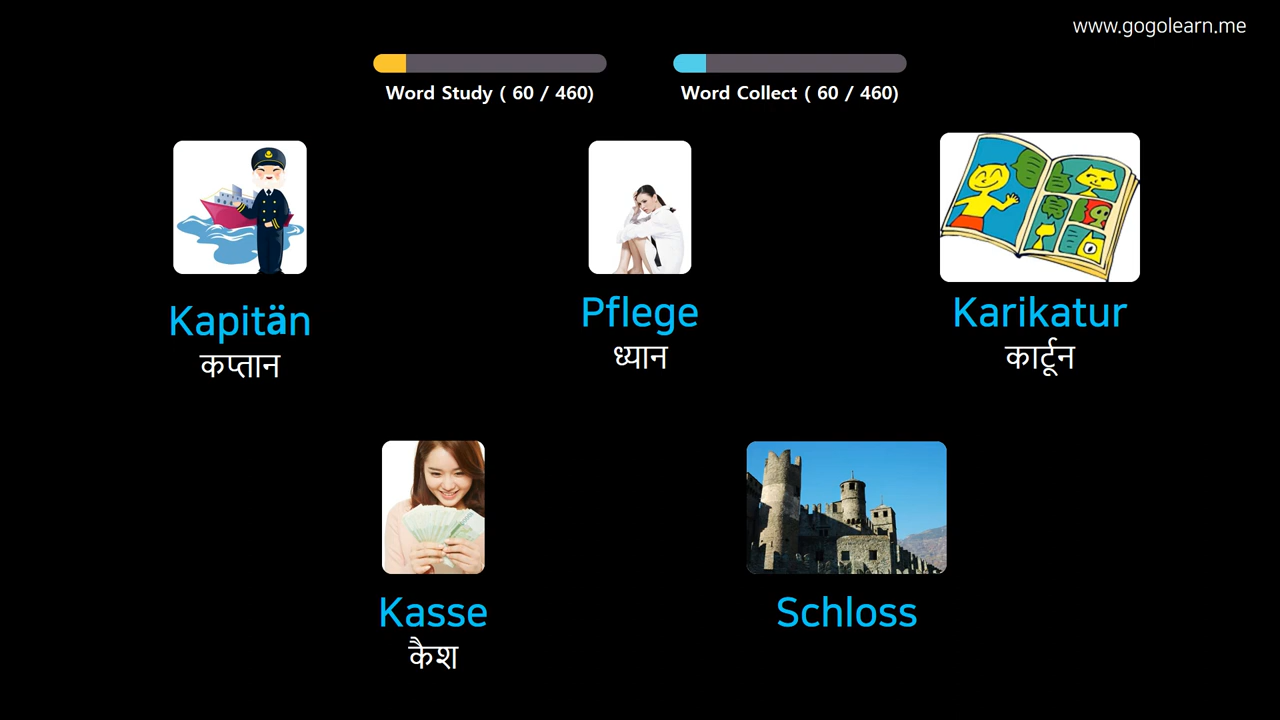 www.gogolearn.me
Word Study ( 60 / 460)
Word Collect ( 60 / 460)
Kapitän
कप्तान
Pflege
ध्यान
Karikatur
कार्टून
Kasse
कैश
Schloss